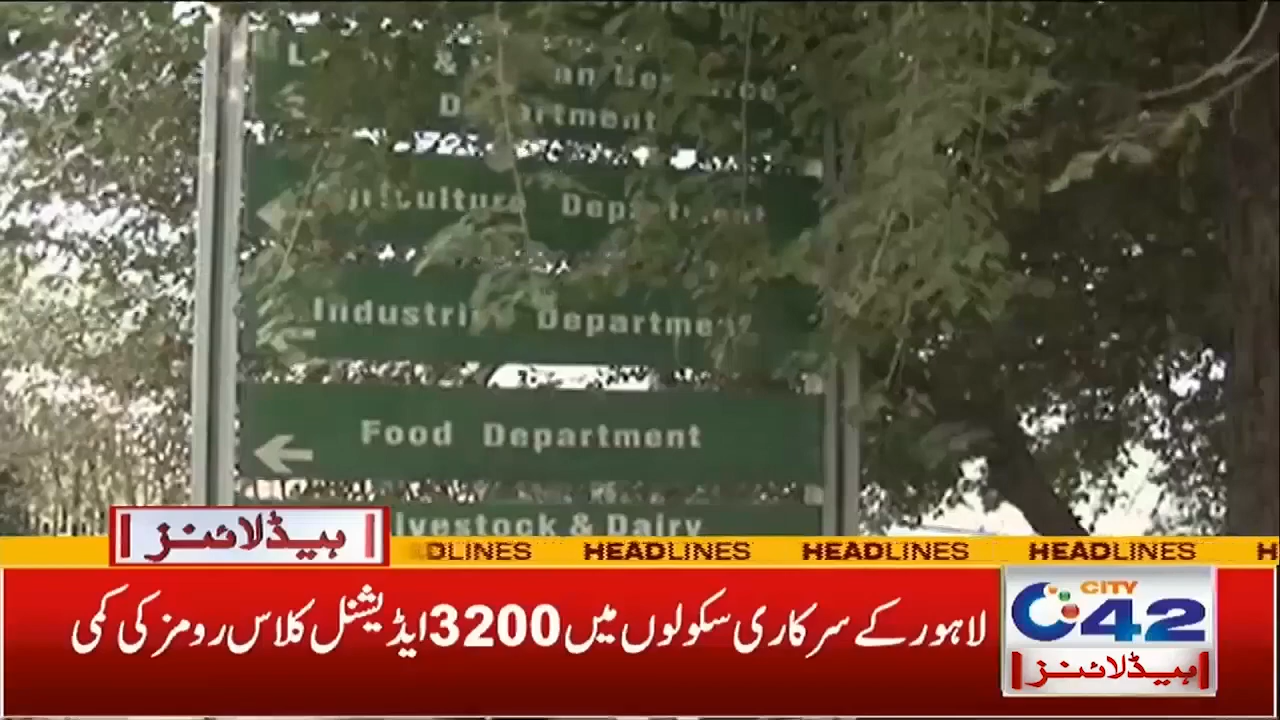 Department
Agriculture Department
Industries Department
Food Department
Livestock & Dairy
ہیڈلائنز
HEADLINES HEADLINES HEADLINES
لاہور کے سرکاری سکولوں میں 3200 ایڈیشنل کلاس رومز کی کمی
CITY
42
ہیڈلائنز